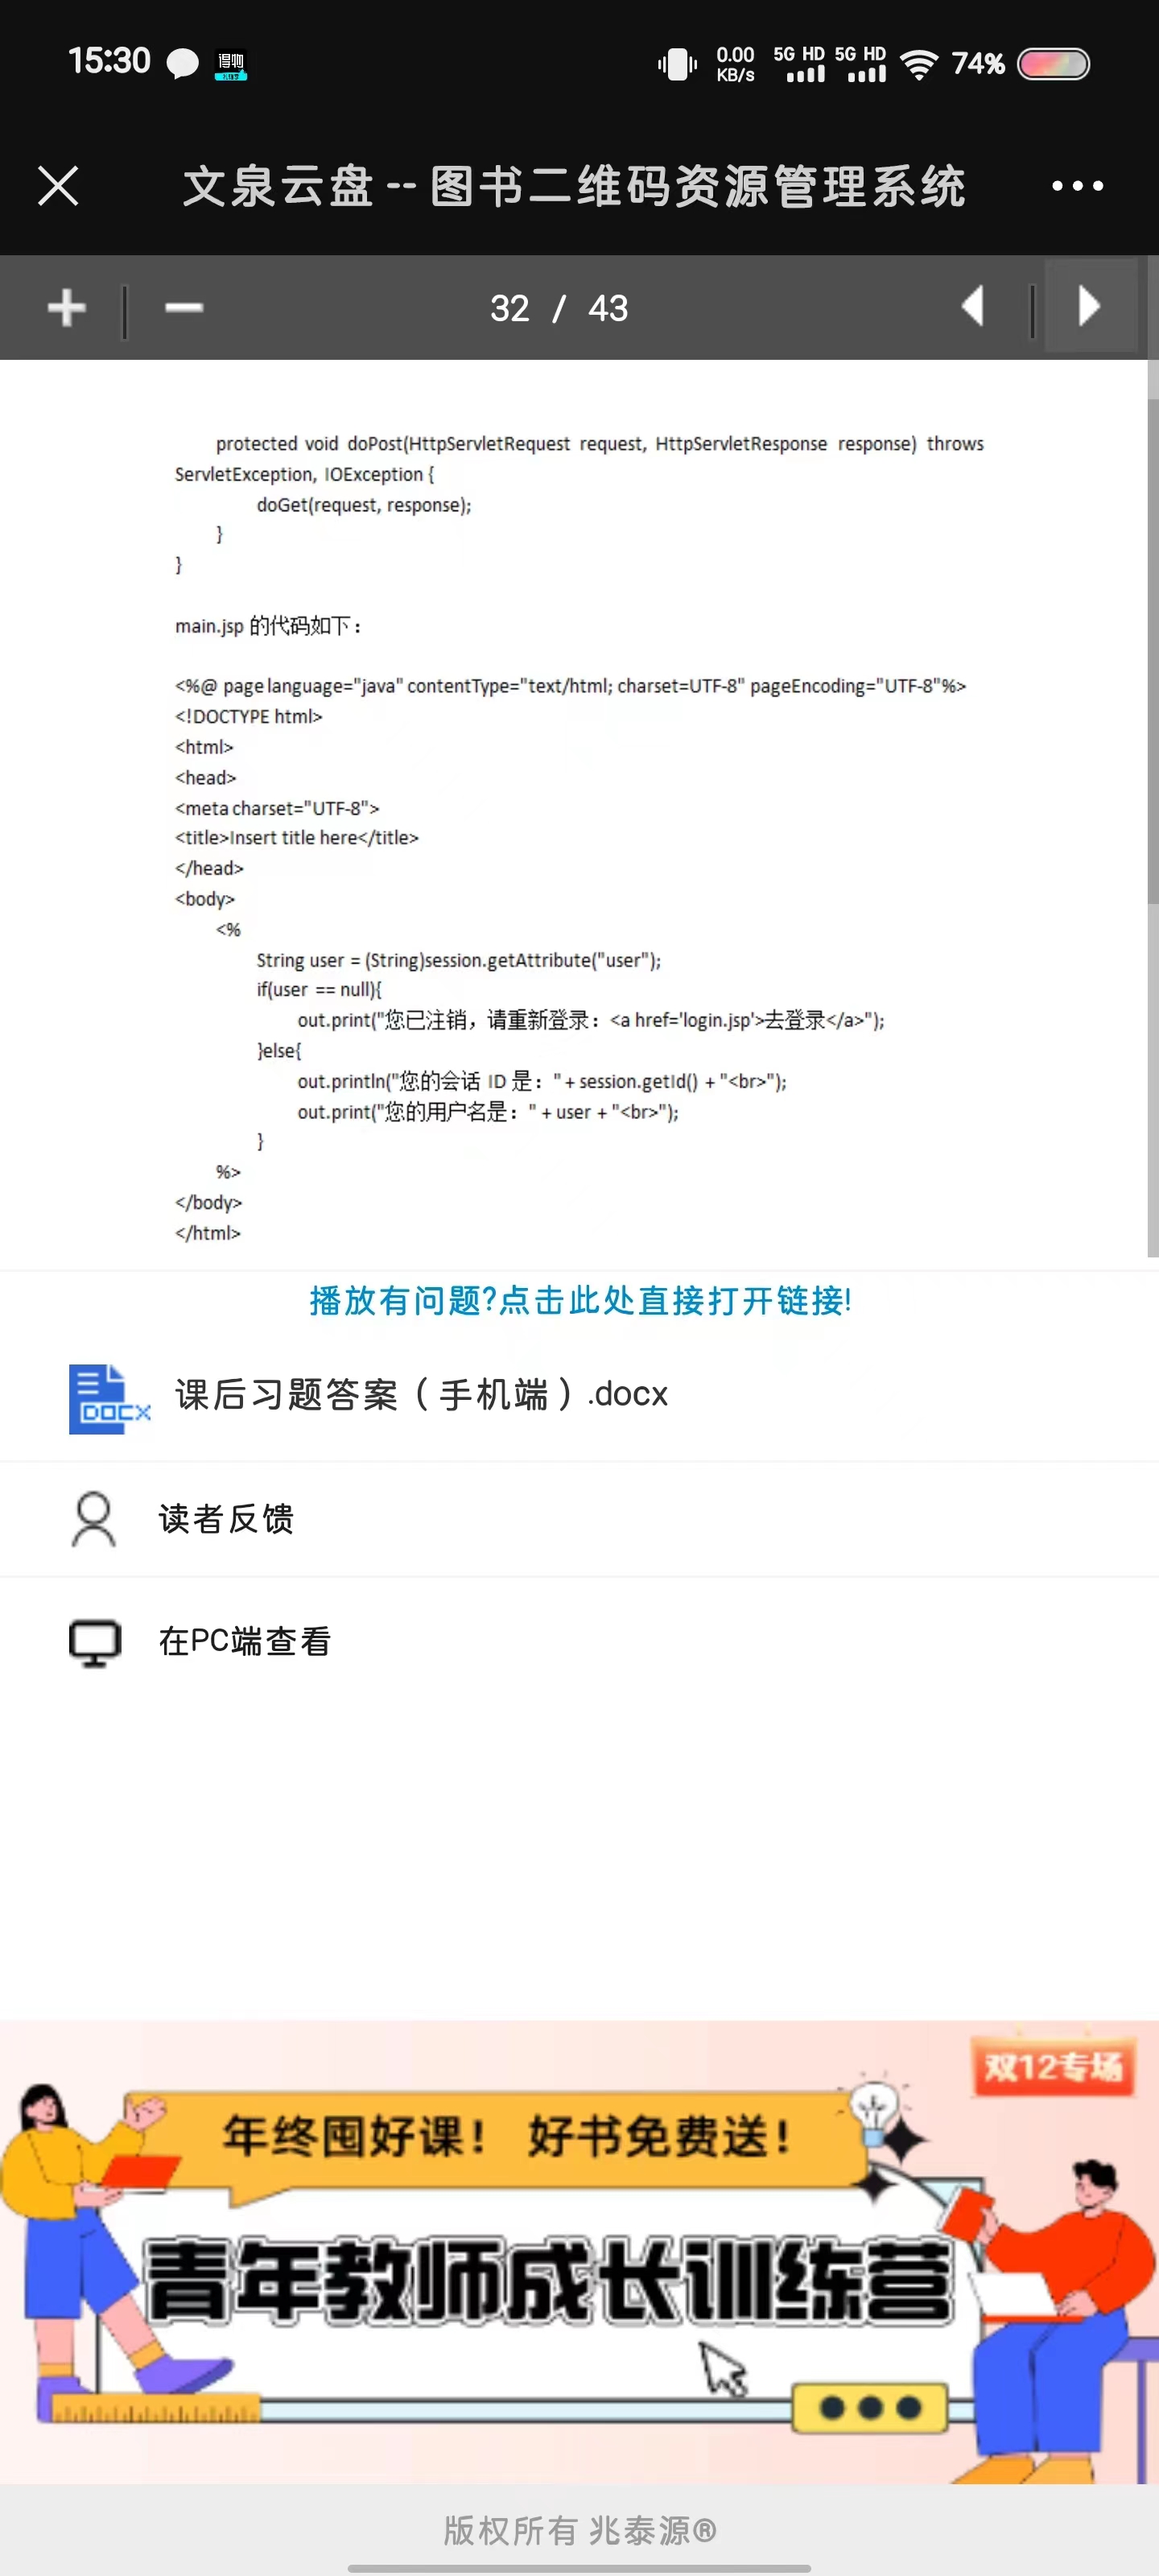 15:30 得物 0.00 KB/s 5G HD 5G HD 74%
文泉云盘 -- 图书二维码资源管理系统
32 / 43
protected void doPost(HttpServletRequest request, HttpServletResponse response) throws
ServletException, IOException {
doGet(request, response);
}
}
main.jsp 的代码如下：
<%@ page language="java" contentType="text/html; charset=UTF-8" pageEncoding="UTF-8"%>
<!DOCTYPE html>
<html>
<head>
<meta charset="UTF-8">
<title>Insert title here</title>
</head>
<body>
<%
String user = (String)session.getAttribute("user");
if(user == null){
out.print("您已注销，请重新登录：<a href='login.jsp'>去登录</a>");
}else{
out.println("您的会话 ID 是：" + session.getId() + "<br>");
out.print("您的用户名是：" + user + "<br>");
}
%>
</body>
</html>
播放有问题?点击此处直接打开链接!
DOCX 课后习题答案（手机端）.docx
读者反馈
在PC端查看
双12专场
年终囤好课！ 好书免费送！
青年教师成长训练营
版权所有 兆泰源®